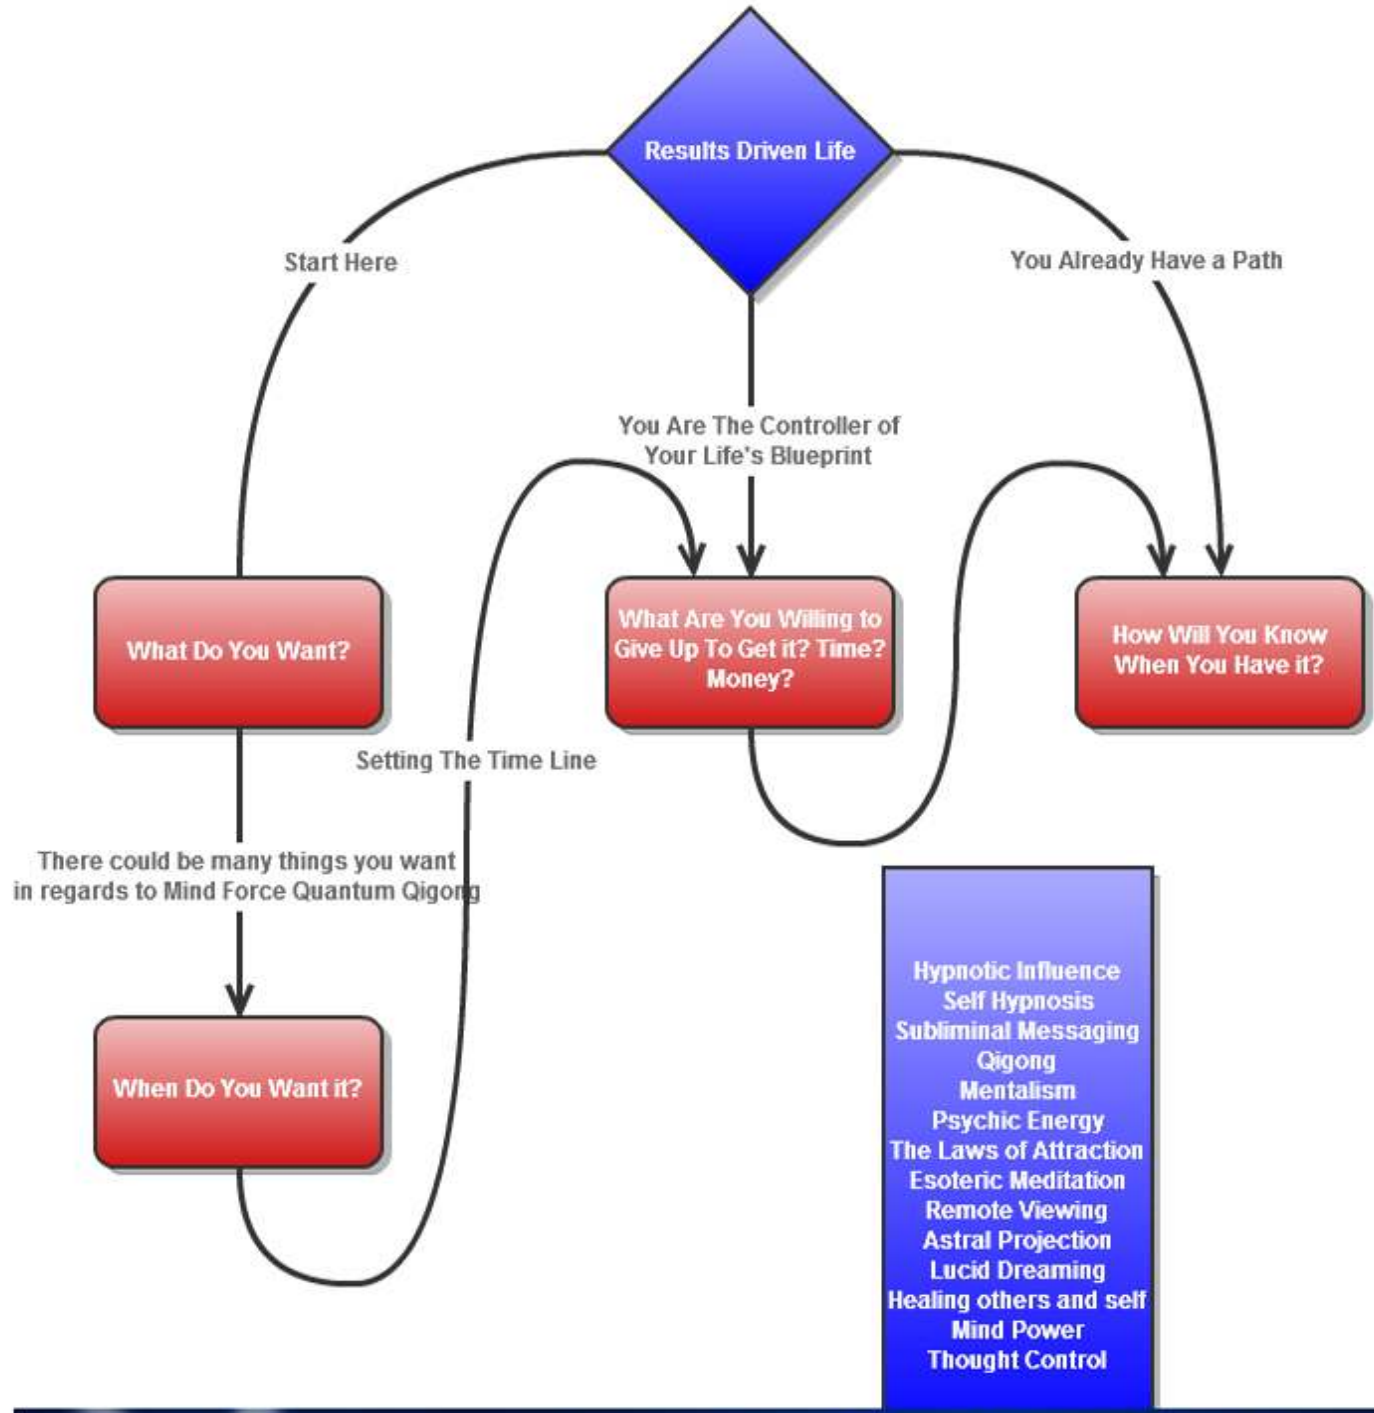 Results Driven Life
Start Here
You Already Have a Path
You Are The Controller of
Your Life's Blueprint
What Do You Want?
What Are You Willing to
Give Up To Get it? Time?
Money?
How Will You Know
When You Have it?
Setting The Time Line
There could be many things you want
in regards to Mind Force Quantum Qigong
When Do You Want it?
Hypnotic Influence
Self Hypnosis
Subliminal Messaging
Qigong
Mentalism
Psychic Energy
The Laws of Attraction
Esoteric Meditation
Remote Viewing
Astral Projection
Lucid Dreaming
Healing others and self
Mind Power
Thought Control